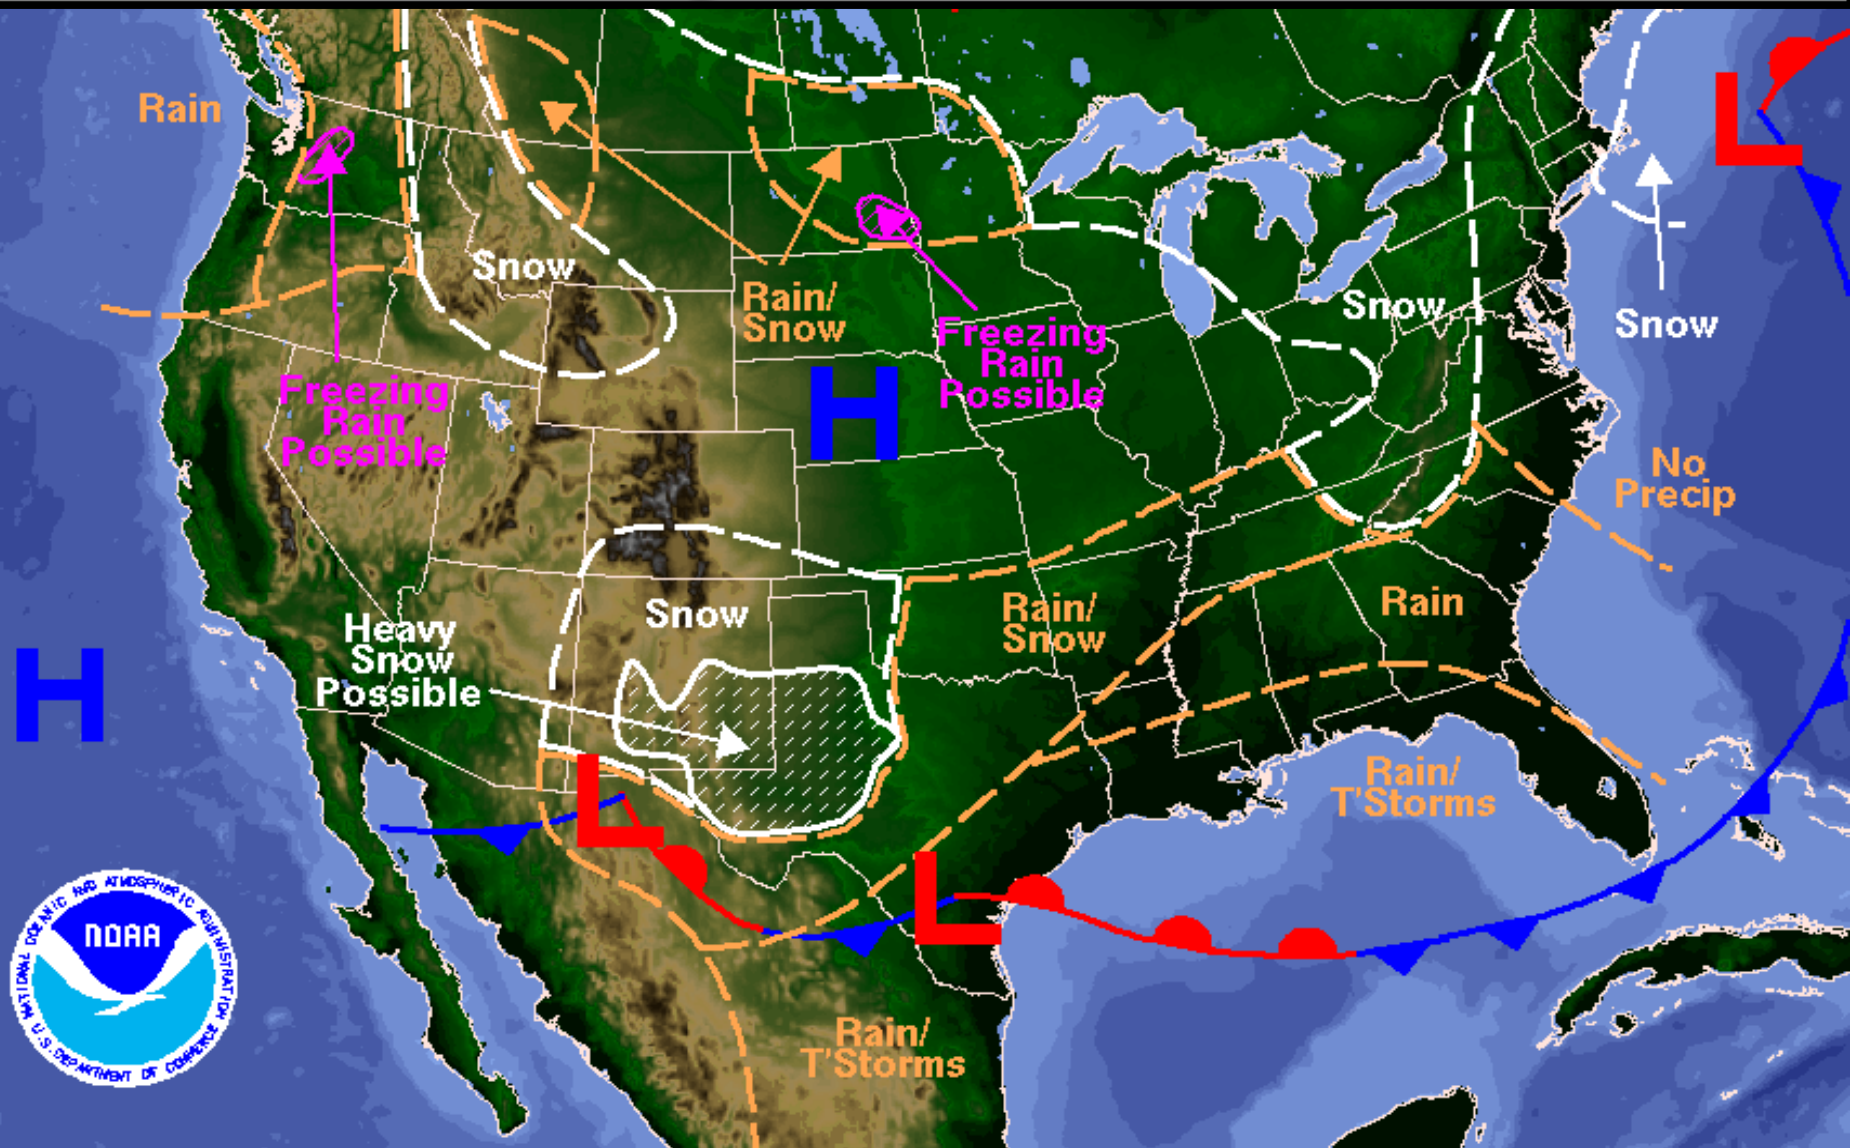 Rain
Snow
Rain/
Snow
Freezing
Rain
Possible
Snow
Snow
Freezing
Rain
Possible
H
L
No
Precip
Snow
Heavy
Snow
Possible
Rain/
Snow
Rain
H
L
Rain/
T'Storms
L
NOAA
NATIONAL OCEANIC AND ATMOSPHERIC ADMINISTRATION
U.S. DEPARTMENT OF COMMERCE
Rain/
T'Storms